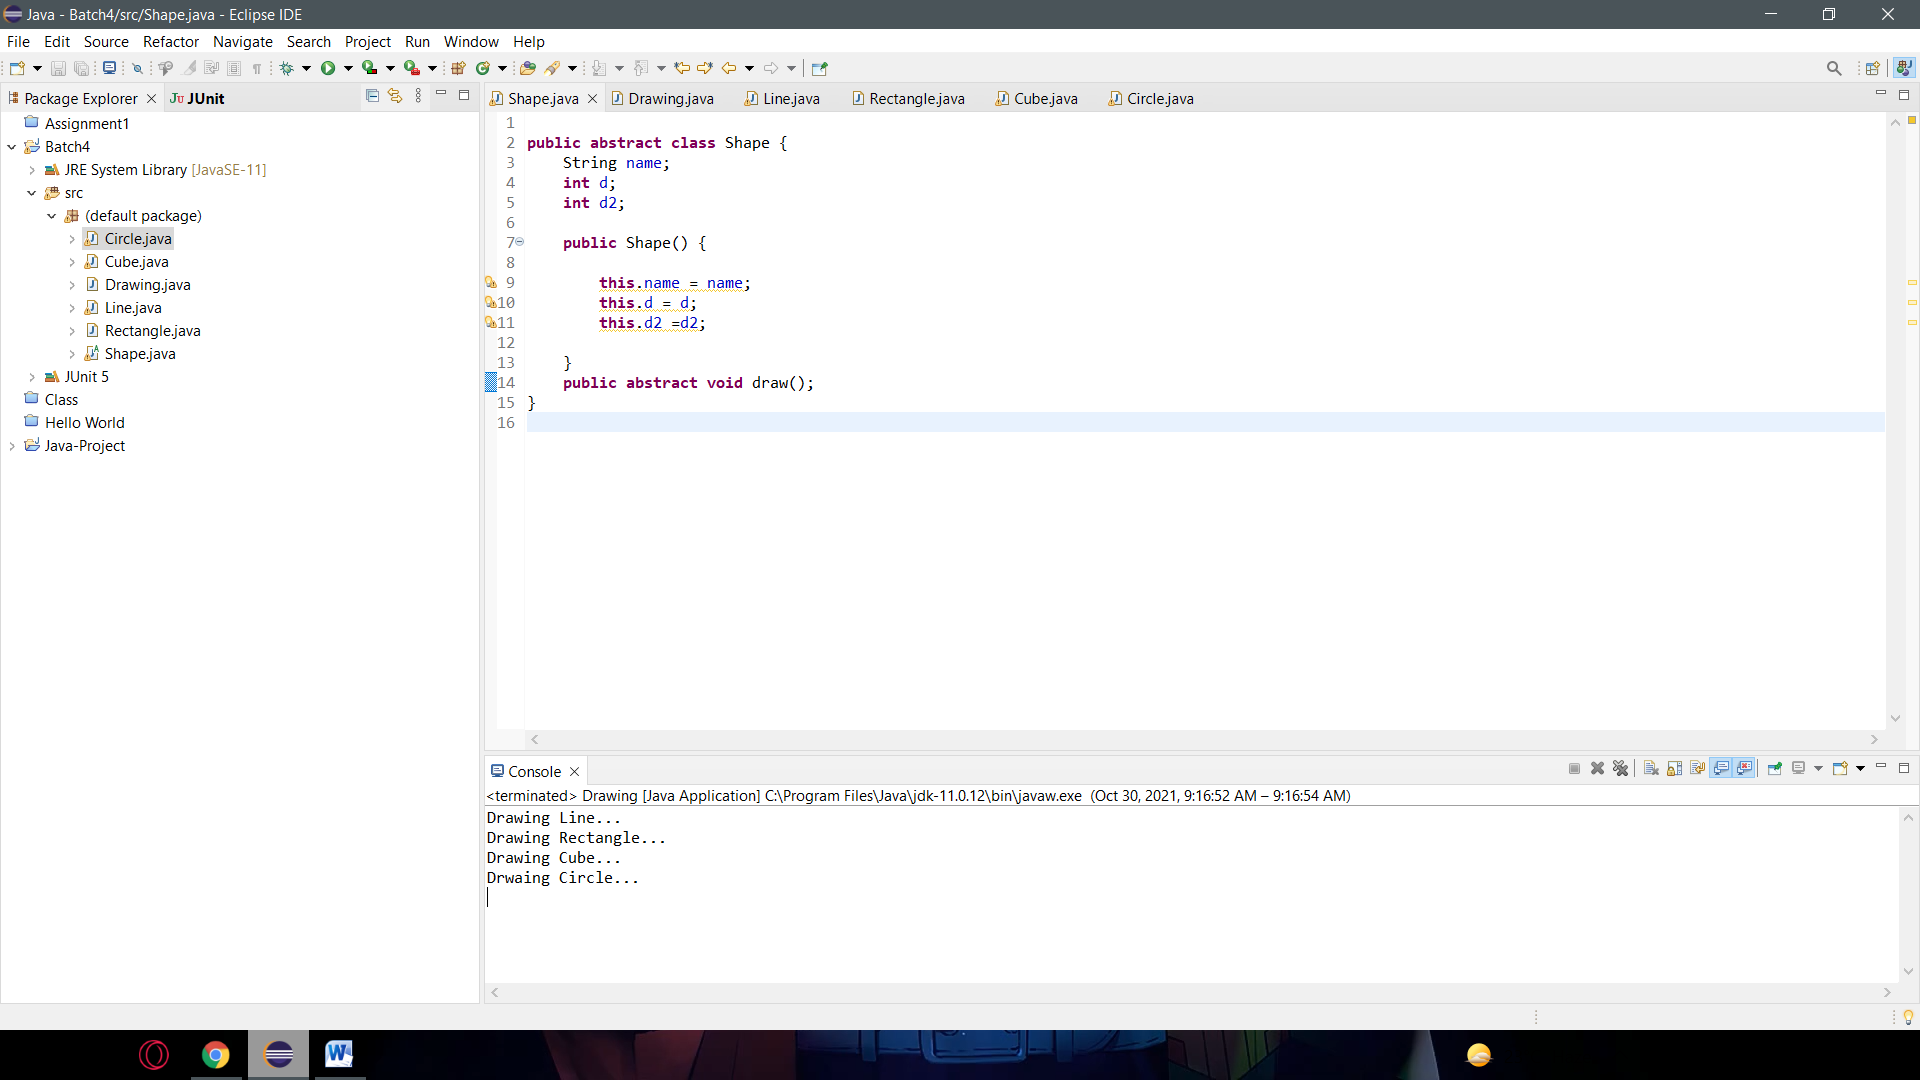 Java - Batch4/src/Shape.java - Eclipse IDE
File Edit Source Refactor Navigate Search Project Run Window Help
Package Explorer JUnit
Assignment1
Batch4
JRE System Library [JavaSE-11]
src
(default package)
Circle.java
Cube.java
Drawing.java
Line.java
Rectangle.java
Shape.java
JUnit 5
Class
Hello World
Java-Project
Shape.java Drawing.java Line.java Rectangle.java Cube.java Circle.java
1
2 public abstract class Shape {
3 String name;
4 int d;
5 int d2;
6
7 public Shape() {
8
9 this.name = name;
10 this.d = d;
11 this.d2 =d2;
12
13 }
14 public abstract void draw();
15 }
16
Console
<terminated> Drawing [Java Application] C:\Program Files\Java\jdk-11.0.12\bin\javaw.exe (Oct 30, 2021, 9:16:52 AM – 9:16:54 AM)
Drawing Line...
Drawing Rectangle...
Drawing Cube...
Drwaing Circle...